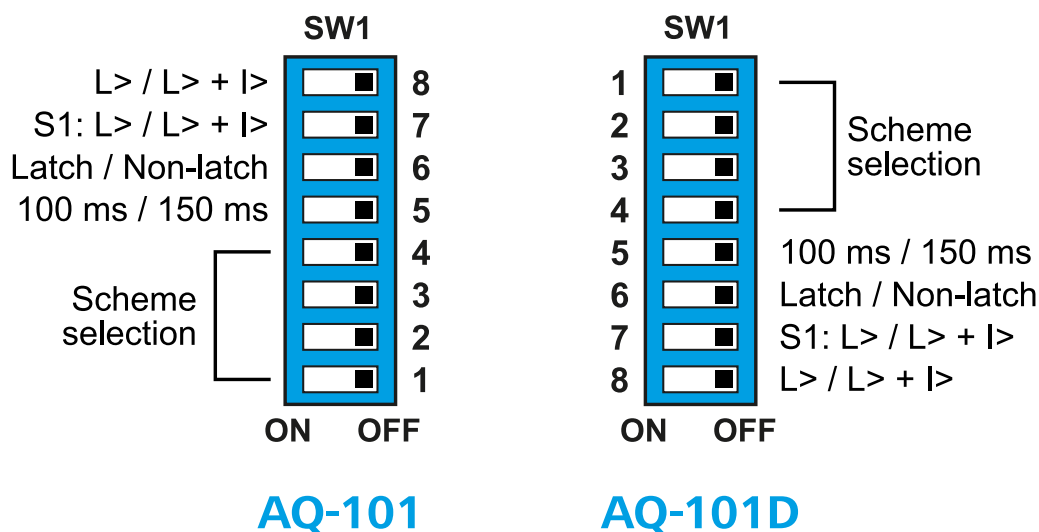 SW1
L> / L> + I> 8
S1: L> / L> + I> 7
Latch / Non-latch 6
100 ms / 150 ms 5
4
3
2
1
Scheme
selection
ON OFF
AQ-101
SW1
1
2
3
4
Scheme
selection
5 100 ms / 150 ms
6 Latch / Non-latch
7 S1: L> / L> + I>
8 L> / L> + I>
ON OFF
AQ-101D